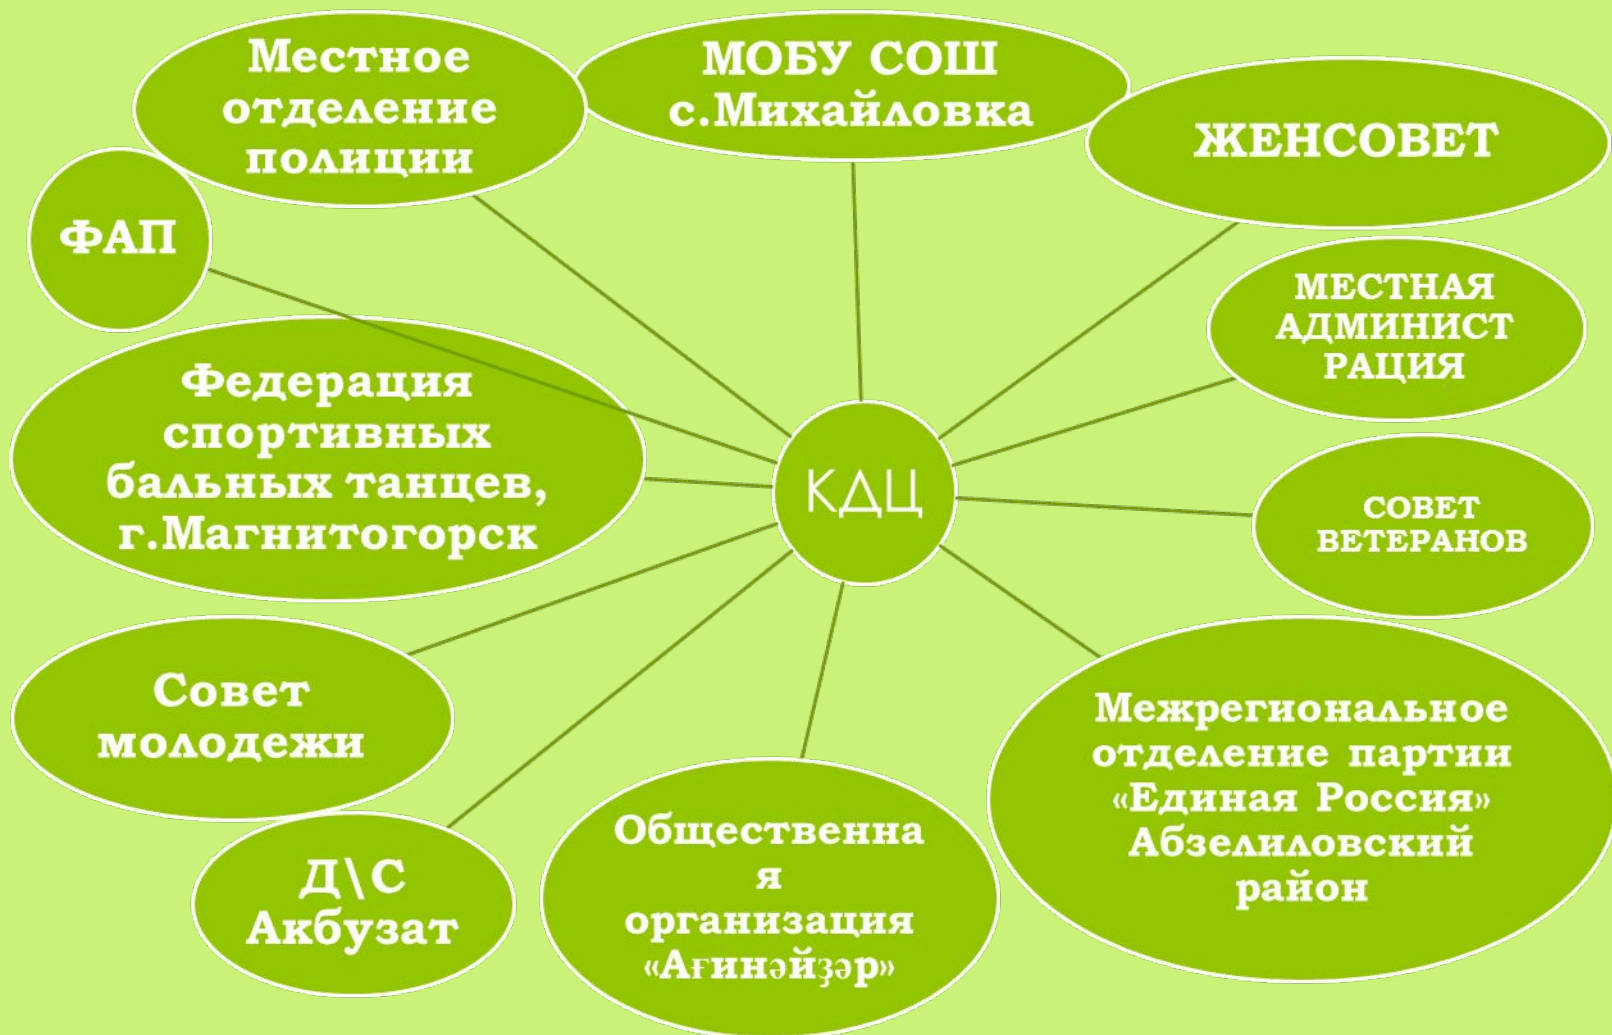 Местное
отделение
полиции
МОБУ СОШ
с.Михайловка
ЖЕНСОВЕТ
ФАП
МЕСТНАЯ
АДМИНИСТ
РАЦИЯ
Федерация
спортивных
бальных танцев,
г.Магнитогорск
КДЦ
СОВЕТ
ВЕТЕРАНОВ
Совет
молодежи
Межрегиональное
отделение партии
«Единая Россия»
Абзелиловский
район
Д\С
Акбузат
Общественна
я
организация
«Ағинәйҙәр»